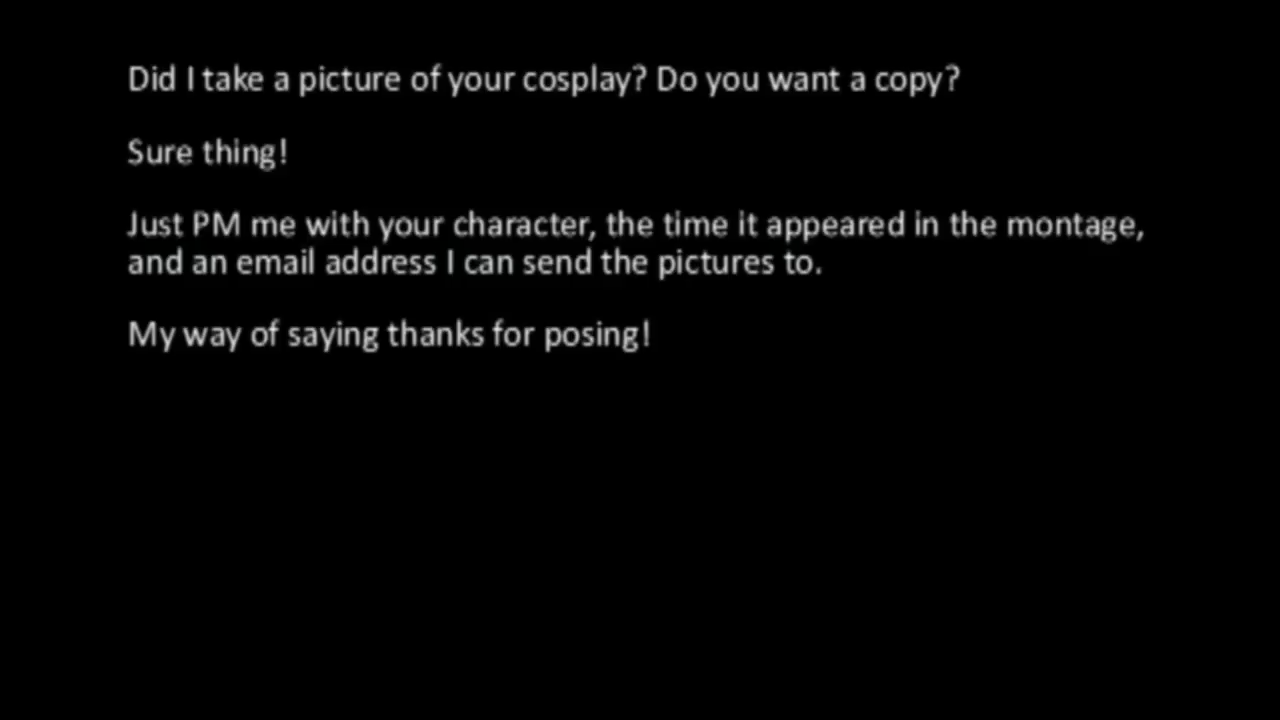 Did I take a picture of your cosplay? Do you want a copy?
Sure thing!
Just PM me with your character, the time it appeared in the montage,
and an email address I can send the pictures to.
My way of saying thanks for posing!